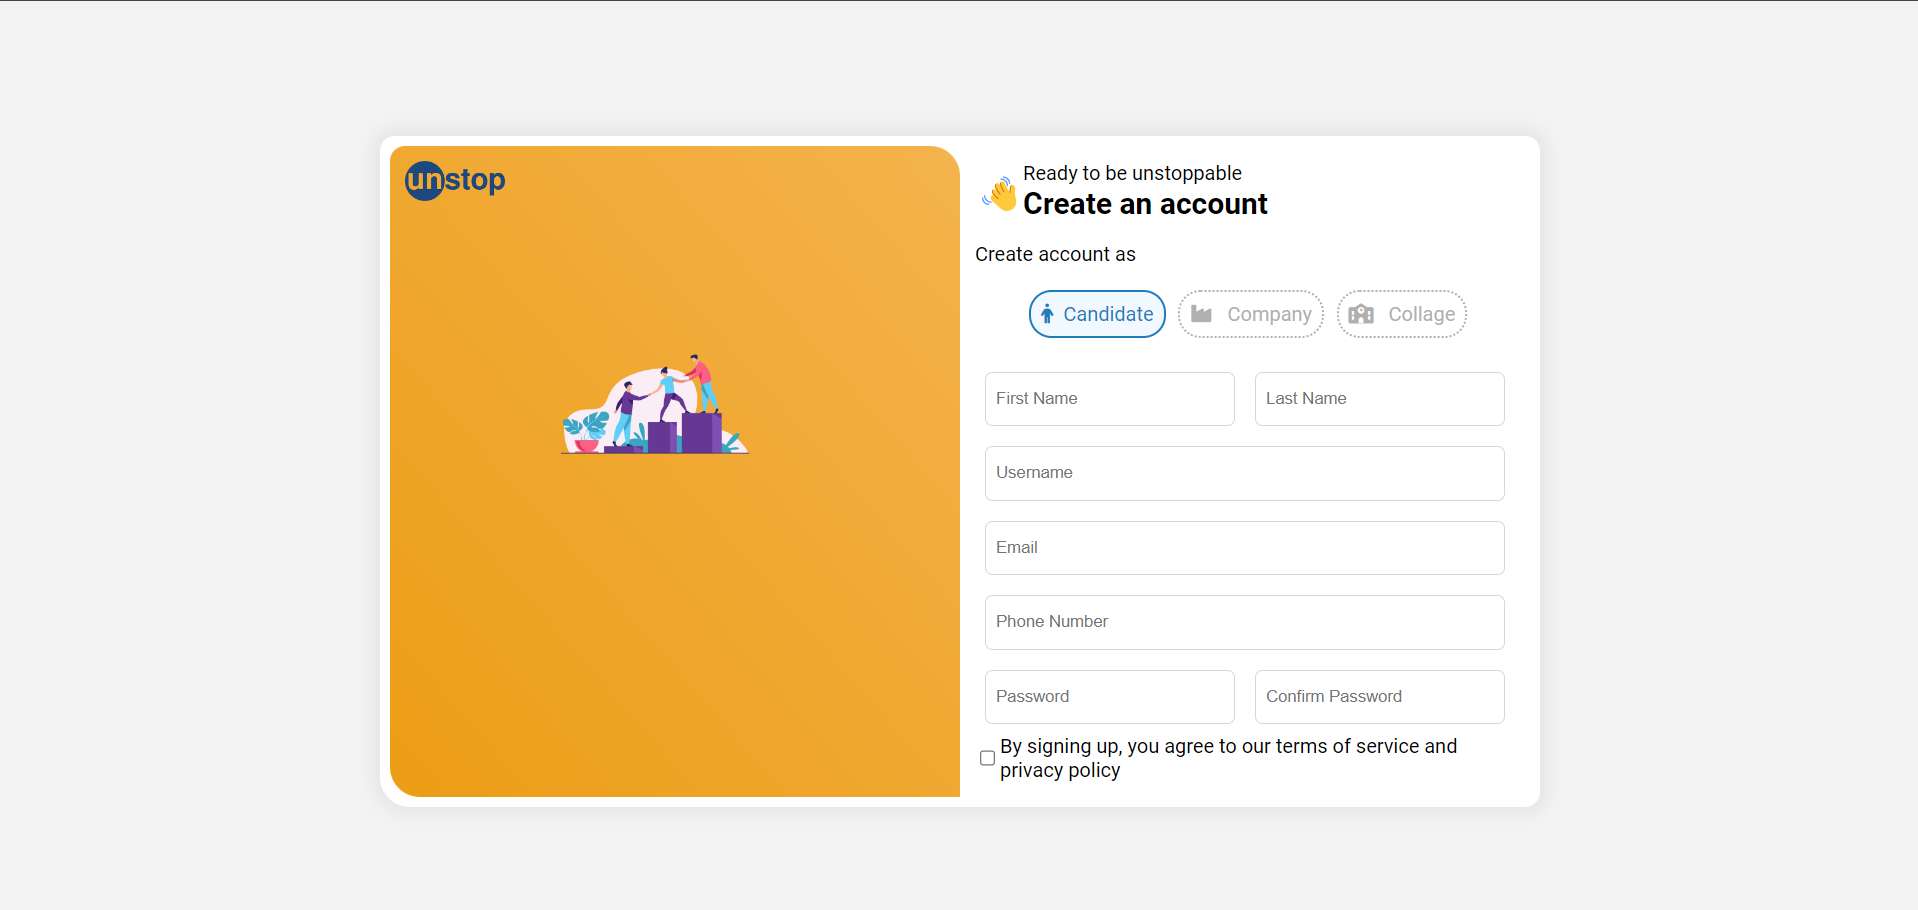 unstop
Ready to be unstoppable
Create an account
Create account as
Candidate
Company
Collage
First Name
Last Name
Username
Email
Phone Number
Password
Confirm Password
By signing up, you agree to our terms of service and
privacy policy